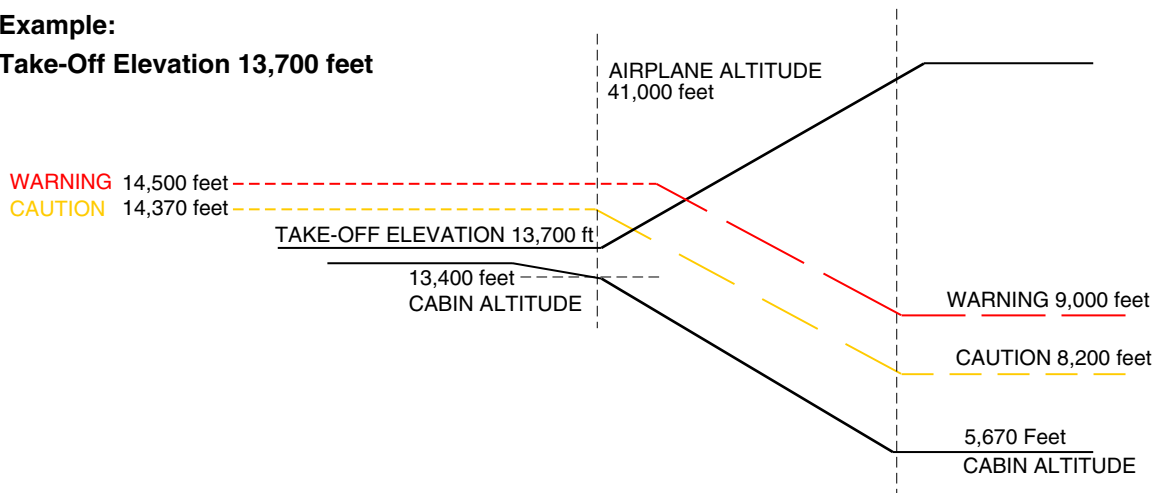 Example:
Take-Off Elevation 13,700 feet
AIRPLANE ALTITUDE
41,000 feet
WARNING 14,500 feet
CAUTION 14,370 feet
TAKE-OFF ELEVATION 13,700 ft
13,400 feet
CABIN ALTITUDE
WARNING 9,000 feet
CAUTION 8,200 feet
5,670 Feet
CABIN ALTITUDE